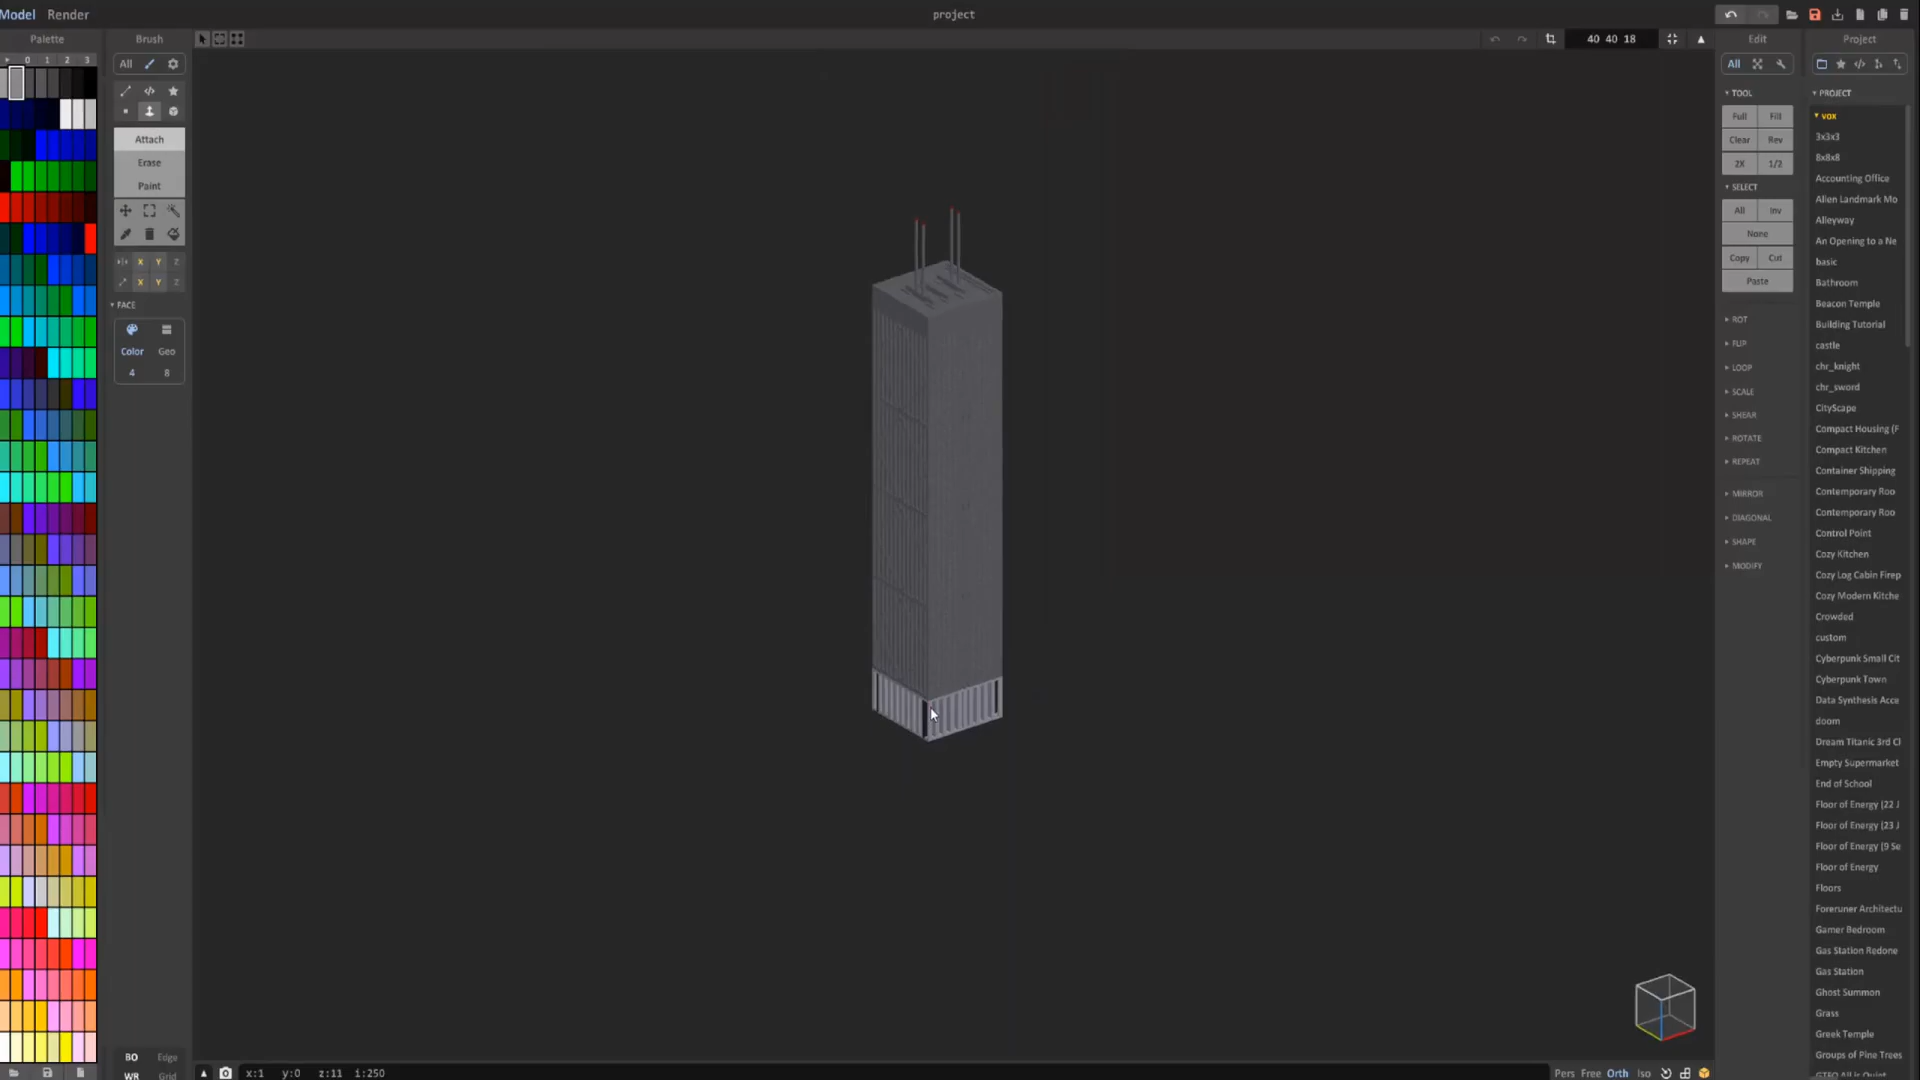 Model Render
project
Palette
Brush
40 40 18
Edit
Project
0 1 2 3
All
All
TOOL
PROJECT
Full Fill
vox
Attach
Clear Rev
3x3x3
Erase
2X 1/2
8x8x8
Paint
SELECT
Accounting Office
All Inv
Allen Landmark Mo
Alleyway
None
An Opening to a Ne
Copy Cut
basic
X Y Z
Paste
Bathroom
X Y Z
Beacon Temple
FACE
ROT
Building Tutorial
Color Geo
FLIP
castle
4 8
LOOP
chr_knight
SCALE
chr_sword
SHEAR
CityScape
ROTATE
Compact Housing (F
REPEAT
Compact Kitchen
Container Shipping
MIRROR
Contemporary Roo
DIAGONAL
Contemporary Roo
SHAPE
Control Point
MODIFY
Cozy Kitchen
Cozy Log Cabin Firep
Cozy Modern Kitche
Crowded
custom
Cyberpunk Small Cit
Cyberpunk Town
Data Synthesis Acce
doom
Dream Titanic 3rd Cl
Empty Supermarket
End of School
Floor of Energy (22 J
Floor of Energy (23 J
Floor of Energy (9 Se
Floor of Energy
Floors
Forerunner Architectu
Gamer Bedroom
Gas Station Redone
Gas Station
Ghost Summon
Grass
Greek Temple
Groups of Pine Trees
BO Edge
WR Grid
x:1 y:0 z:11 i:250
Pers Free Orth Iso